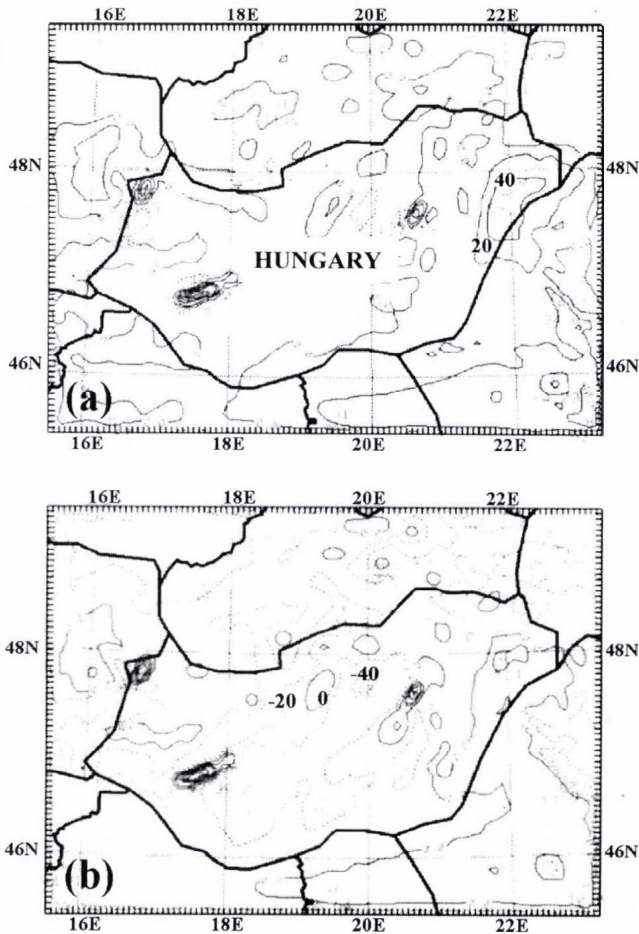 16E 18E 20E 22E
48N 40 48N
20
HUNGARY
46N 46N
(a)
16E 18E 20E 22E
16E 18E 20E 22E
48N 48N
-40
-20 0
46N 46N
(b)
16E 18E 20E 22E